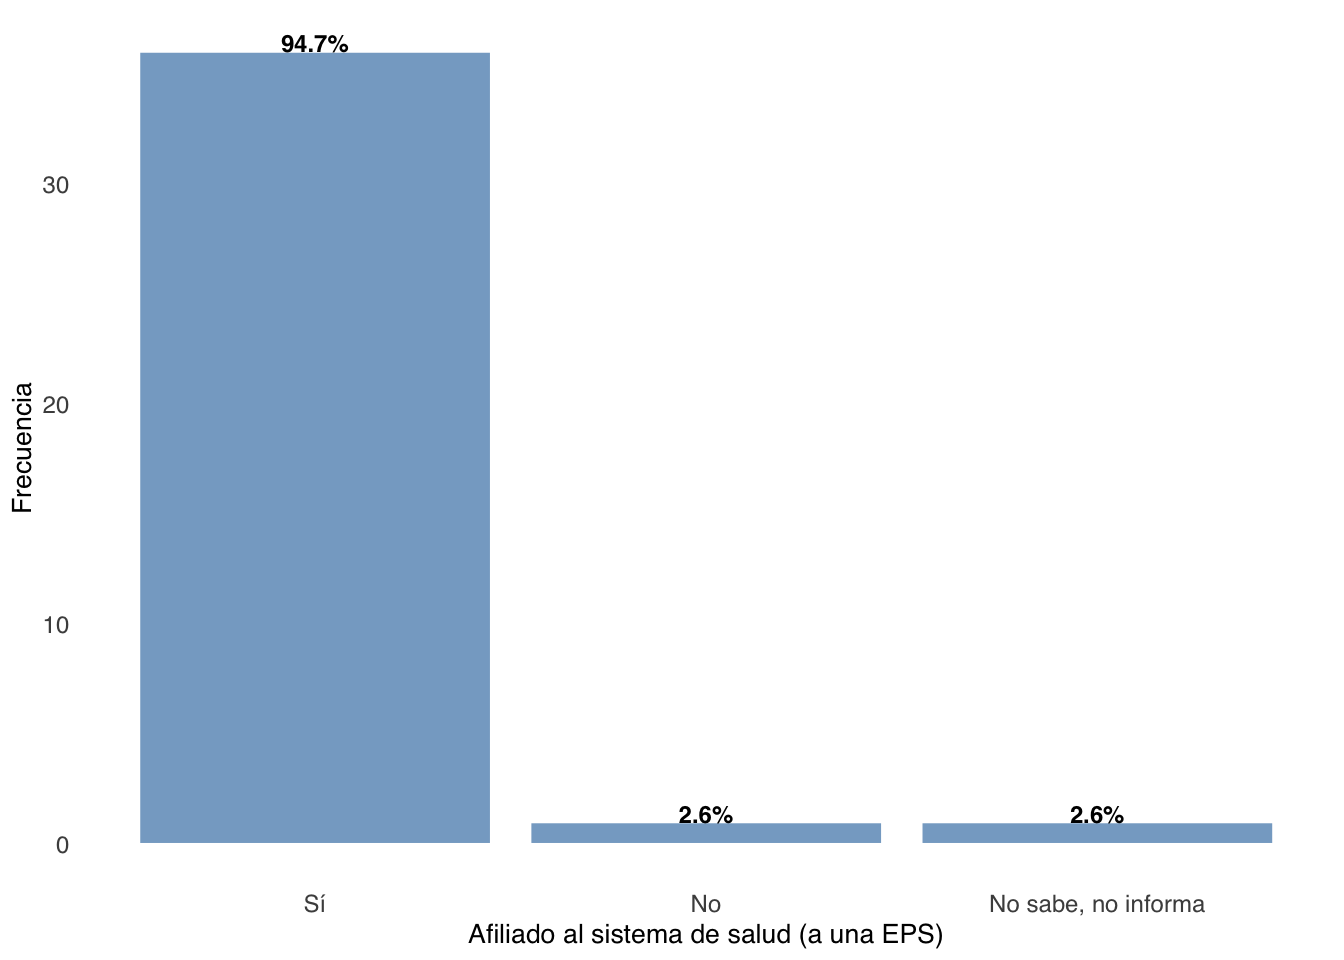 94.7%
30
20
10
0
Frecuencia
2.6%
2.6%
Sí
No
No sabe, no informa
Afiliado al sistema de salud (a una EPS)